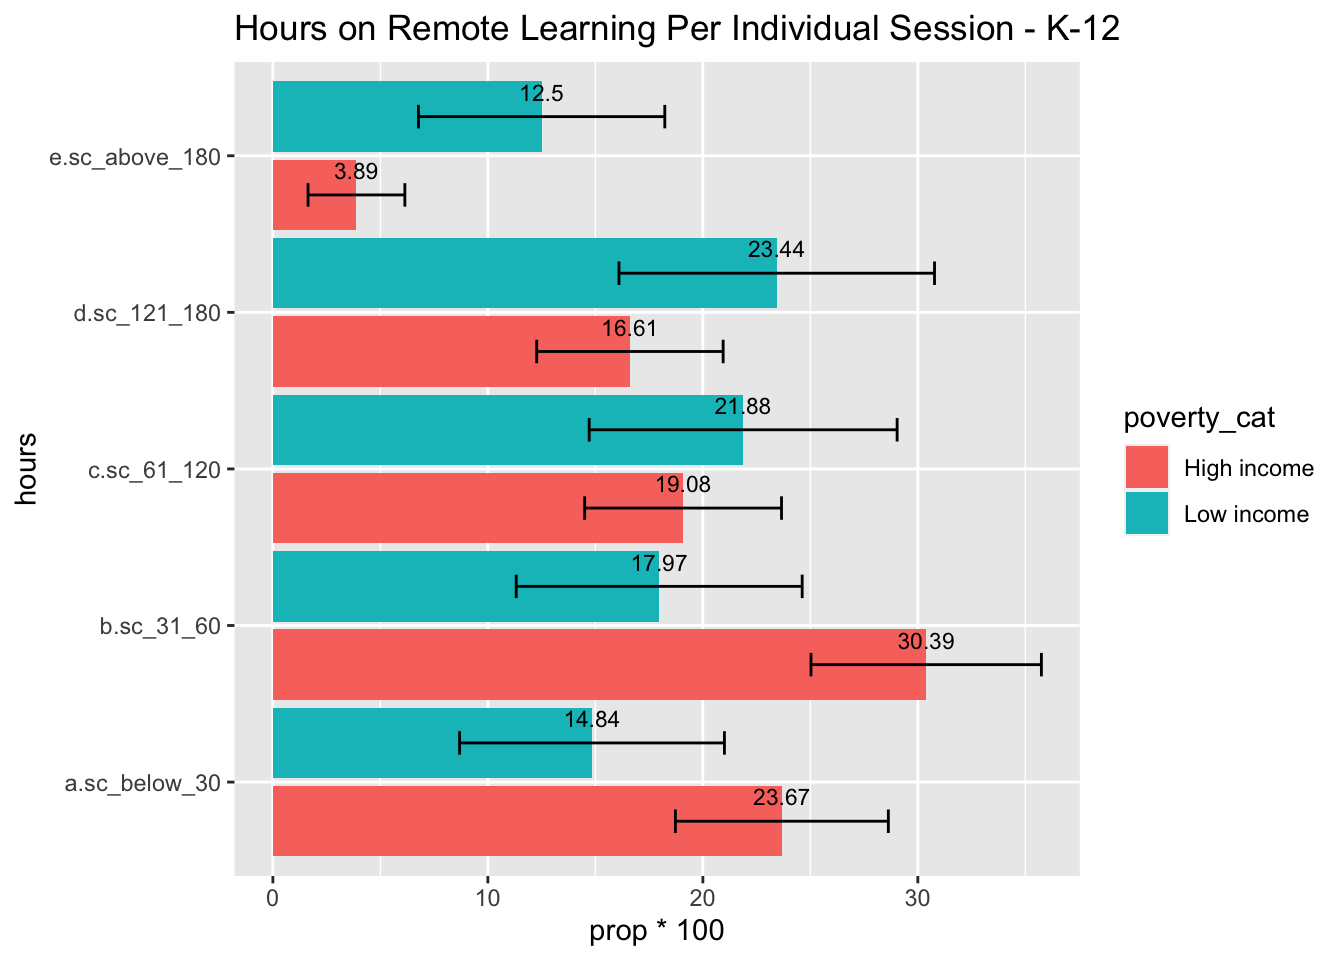 Hours on Remote Learning Per Individual Session - K-12
hours
e.sc_above_180
12.5
3.89
d.sc_121_180
23.44
16.61
c.sc_61_120
21.88
19.08
b.sc_31_60
17.97
30.39
a.sc_below_30
14.84
23.67
0 10 20 30
prop * 100
poverty_cat
High income
Low income